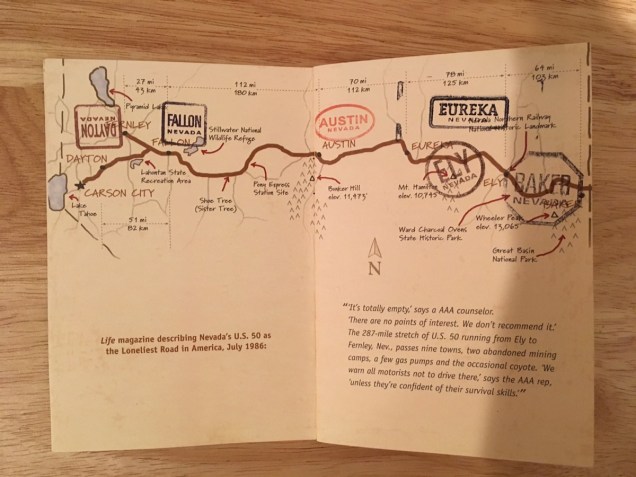 27 mi
43 km
112 mi
180 km
70 mi
112 km
78 mi
125 km
64 mi
103 km
Pyramid Lake
DAYTON
NEVADA
FERNLEY
FALLON
NEVADA
FALLON
Stillwater National
Wildlife Refuge
AUSTIN
NEVADA
AUSTIN
EUREKA
NEVADA
Northern Railway
National Historic Landmark
EUREKA
DAYTON
Lahontan State
Recreation Area
CARSON CITY
Lake
Tahoe
51 mi
82 km
Shoe Tree
(Sister Tree)
Pony Express
Station Site
Bunker Hill
elev. 11,473
Mt. Hamilton
elev. 10,745
ELY
NEVADA
ELY
BAKER
NEVADA
BAKER
Ward Charcoal Ovens
State Historic Park
Wheeler Peak
elev. 13,065
Great Basin
National Park
N
Life magazine describing Nevada's U.S. 50 as
the Loneliest Road in America, July 1986:
"'It's totally empty,' says a AAA counselor.
'There are no points of interest. We don't recommend it.'
The 287-mile stretch of U.S. 50 running from Ely to
Fernley, Nev., passes nine towns, two abandoned mining
camps, a few gas pumps and the occasional coyote. 'We
warn all motorists not to drive there,' says the AAA rep,
'unless they're confident of their survival skills.'"